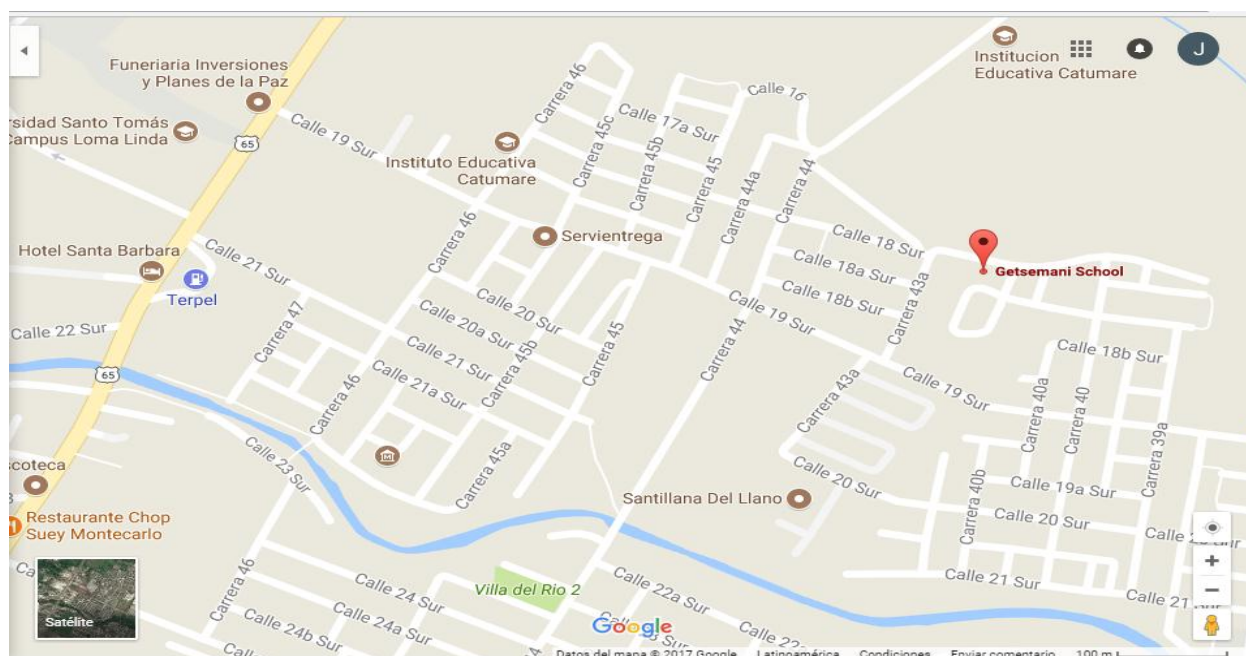 Funeriaria Inversiones
y Planes de la Paz
Institucion
Educativa Catumare
J
Carrera 46
Calle 16
rsidad Santo Tomás
Campus Loma Linda
65
Calle 19 Sur
Calle 17a Sur
Instituto Educativa
Catumare
Carrera 45c
Carrera 45b
Carrera 45
Carrera 44a
Carrera 44
Carrera 46
Servientrega
Calle 18 Sur
Hotel Santa Barbara
Calle 21 Sur
Calle 18a Sur
Carrera 43a
Getsemani School
Terpel
Calle 18b Sur
Calle 22 Sur
Carrera 47
Calle 20a Sur
Calle 20 Sur
Calle 19 Sur
Calle 21 Sur
Carrera 45b
Carrera 45
Carrera 44
Calle 18b Sur
65
Calle 21a Sur
Carrera 46
Carrera 43a
Calle 19 Sur
Carrera 40a
Carrera 40
Carrera 39a
scoteca
Calle 23 Sur
Carrera 45a
Calle 20 Sur
Carrera 40b
Calle 19a Sur
Santillana Del Llano
Restaurante Chop
Suey Montecarlo
Calle 20 Sur
Calle 21 Sur
Calle 21
Carrera 46
Calle 24 Sur
Villa del Rio 2
Calle 22a Sur
Satélite
Calle 24b Sur
Calle 24a Sur
Google
Datos del mapa © 2017 Google Latinoamérica Condiciones Enviar comentario 100 m